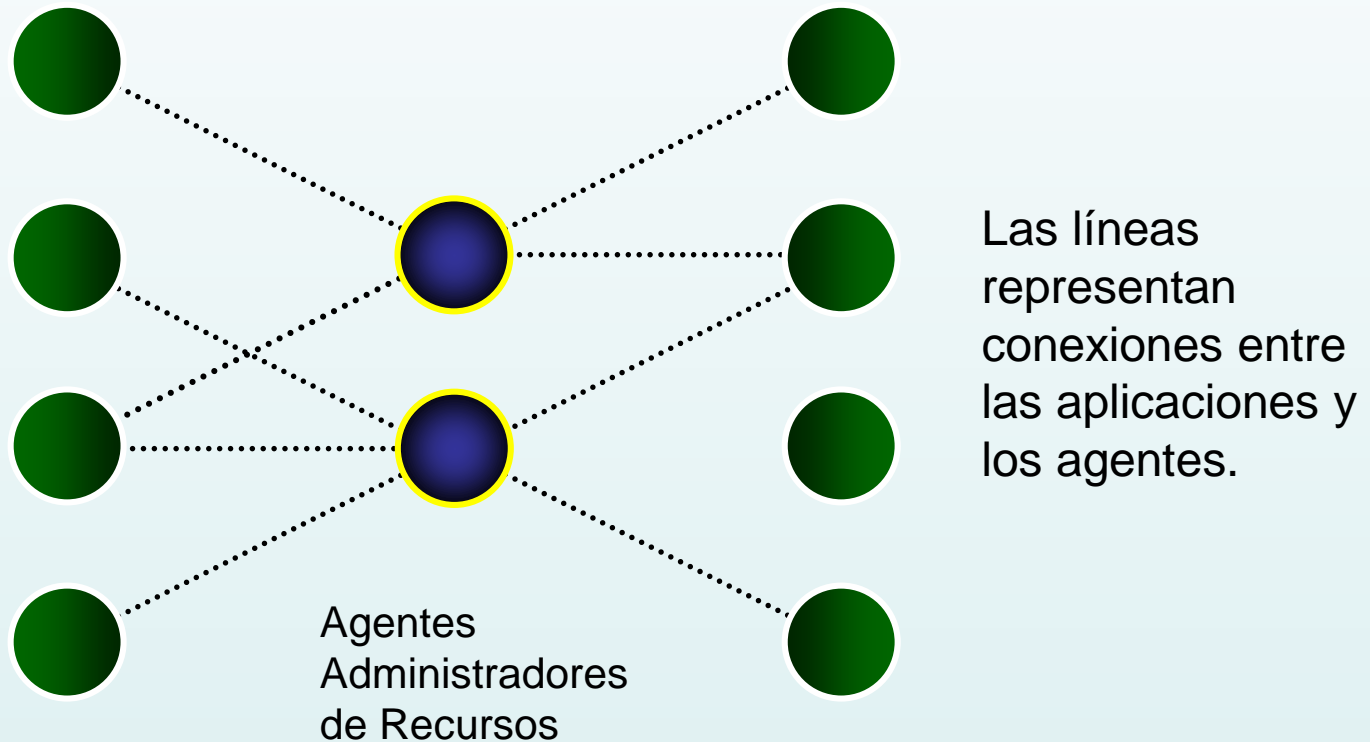 Las líneas
representan
conexiones entre
las aplicaciones y
los agentes.
Agentes
Administradores
de Recursos